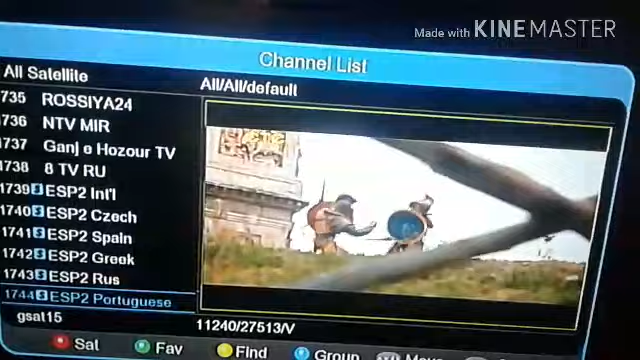 Made with KINEMASTER
Channel List
All Satellite
All/All/default
1735 ROSSIYA24
1736 NTV MIR
1737 Ganj e Hozour TV
1738 8 TV RU
1739 $ ESP2 Int'l
1740 $ ESP2 Czech
1741 $ ESP2 Spain
1742 $ ESP2 Greek
1743 $ ESP2 Rus
1744 $ ESP2 Portuguese
gsat15
11240/27513/V
Sat
Fav
Find
Group
Move